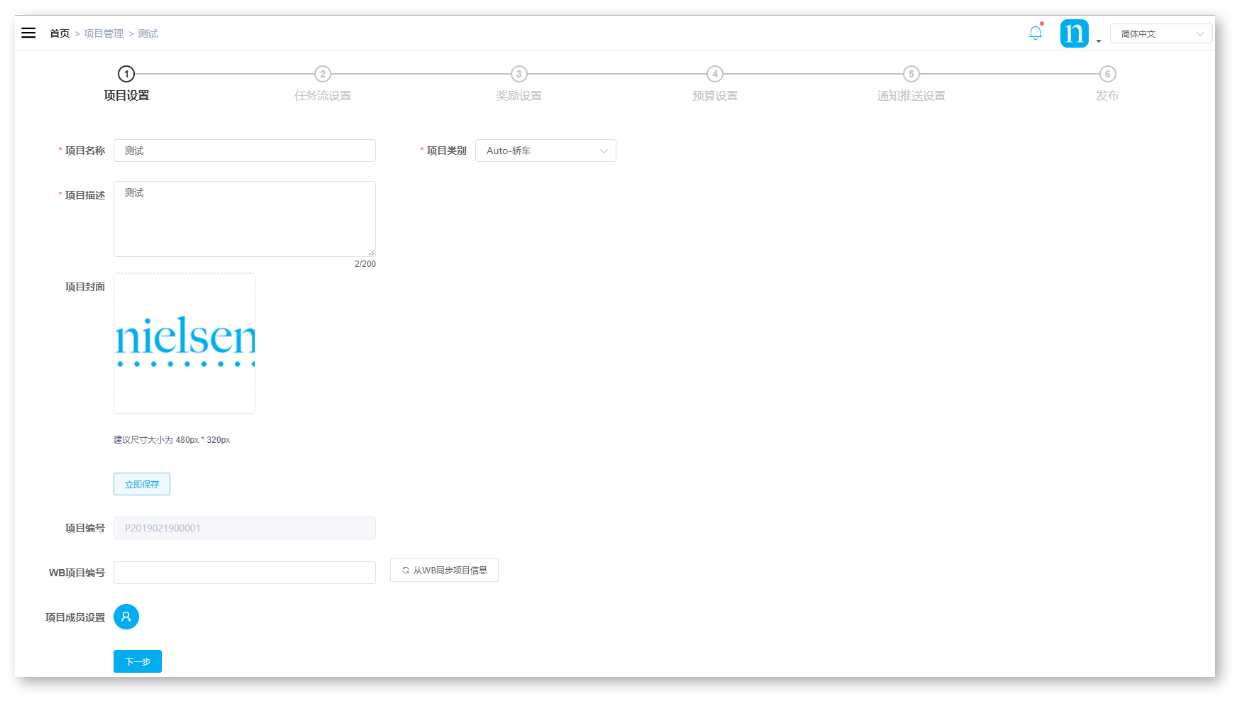 首页 > 项目管理 > 测试
n
简体中文
1 2 3 4 5 6
项目设置 任务流设置 奖励设置 预算设置 通知推送设置 发布
* 项目名称 测试 * 项目类别 Auto-轿车
* 项目描述 测试
2/200
项目封面
nielsen
建议尺寸大小为 480px * 320px
立即保存
项目编号 P2019021900001
WB项目编号 从WB同步项目信息
项目成员设置
下一步